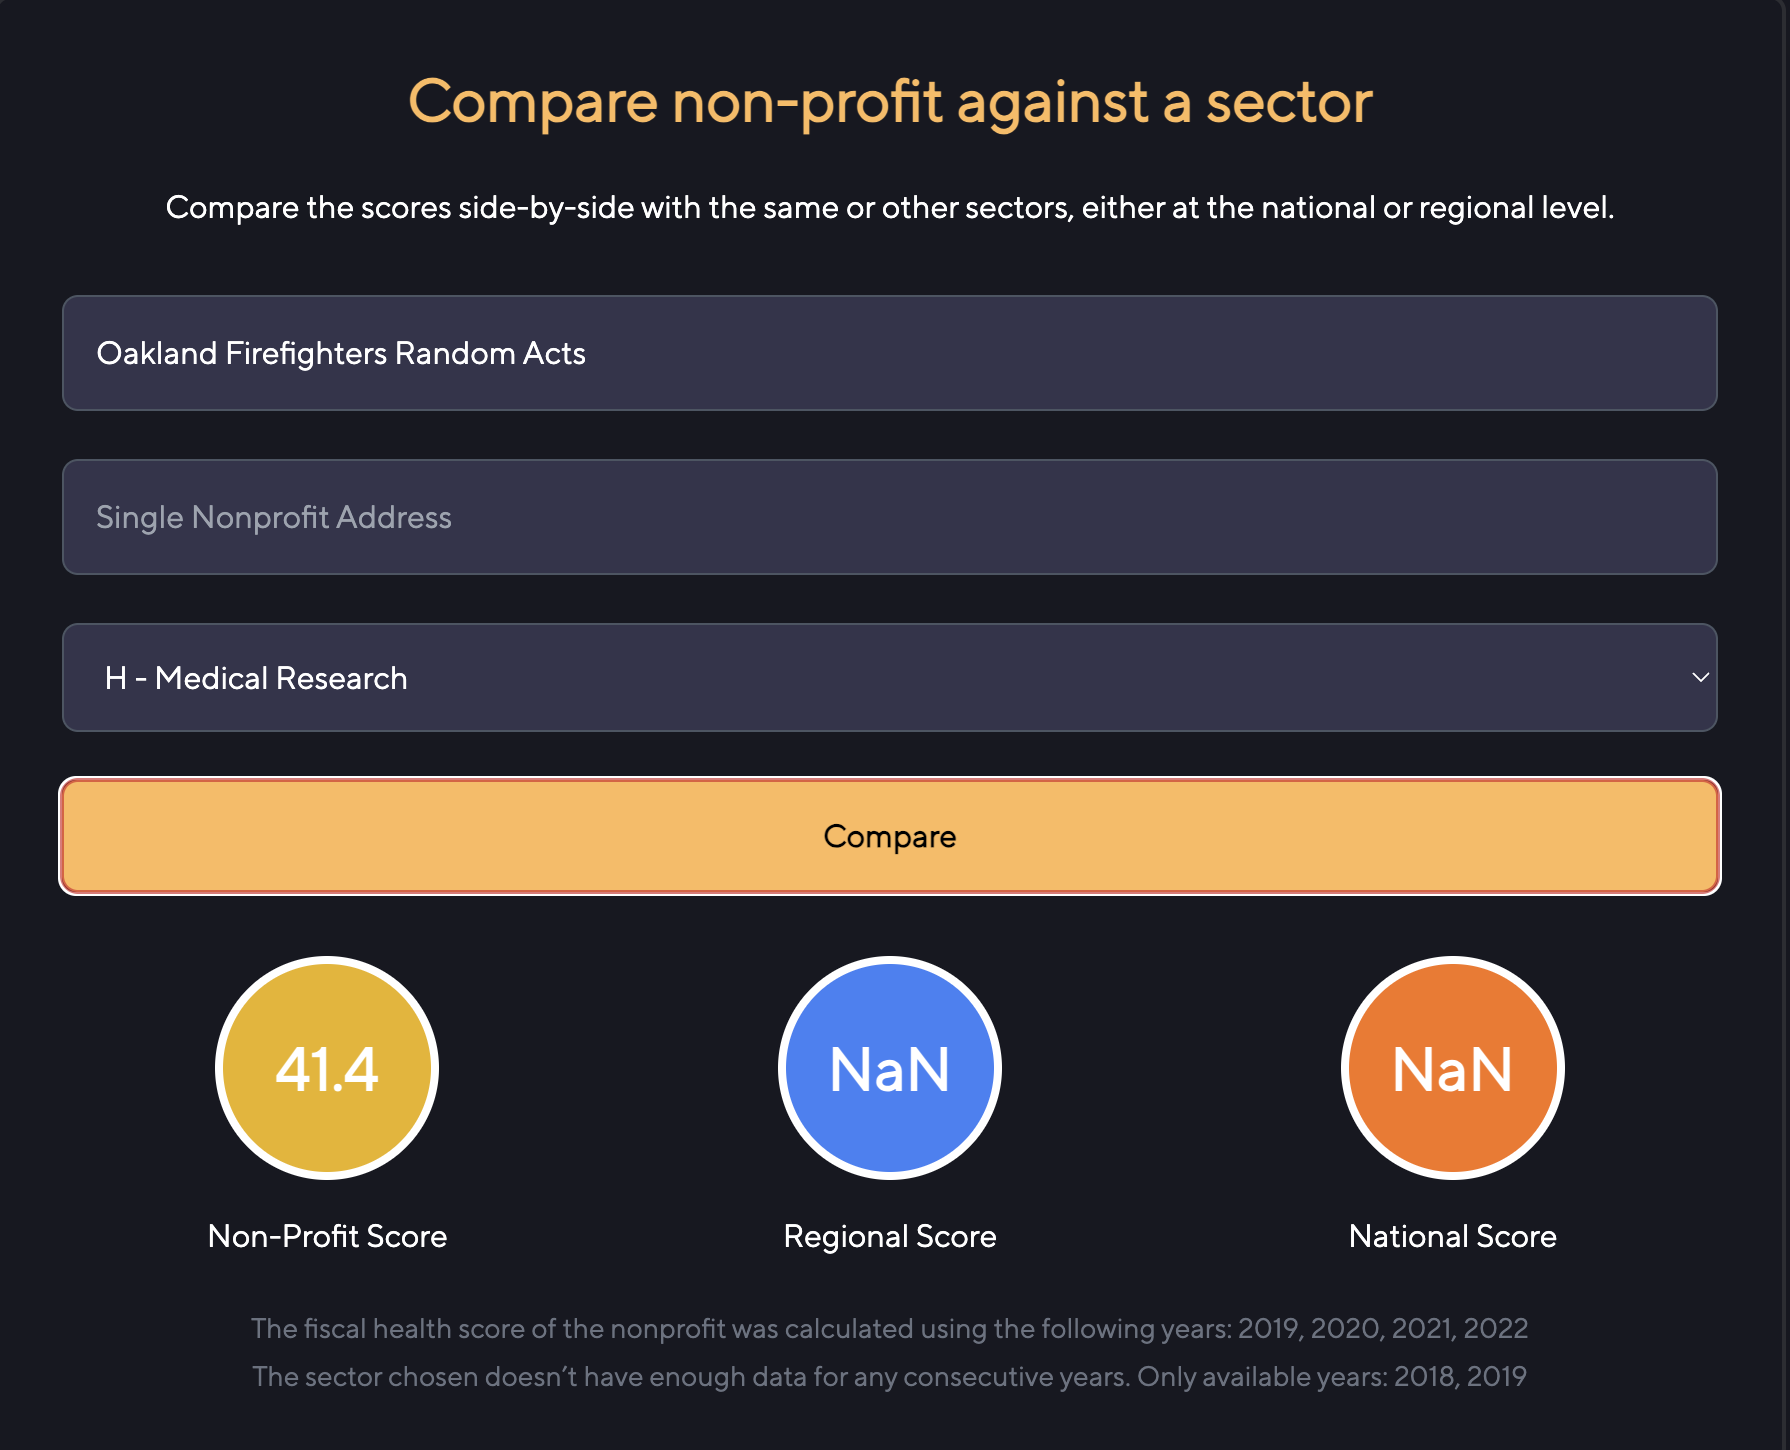 Compare non-profit against a sector
Compare the scores side-by-side with the same or other sectors, either at the national or regional level.
Oakland Firefighters Random Acts
Single Nonprofit Address
H - Medical Research
Compare
41.4
NaN
NaN
Non-Profit Score
Regional Score
National Score
The fiscal health score of the nonprofit was calculated using the following years: 2019, 2020, 2021, 2022
The sector chosen doesn’t have enough data for any consecutive years. Only available years: 2018, 2019